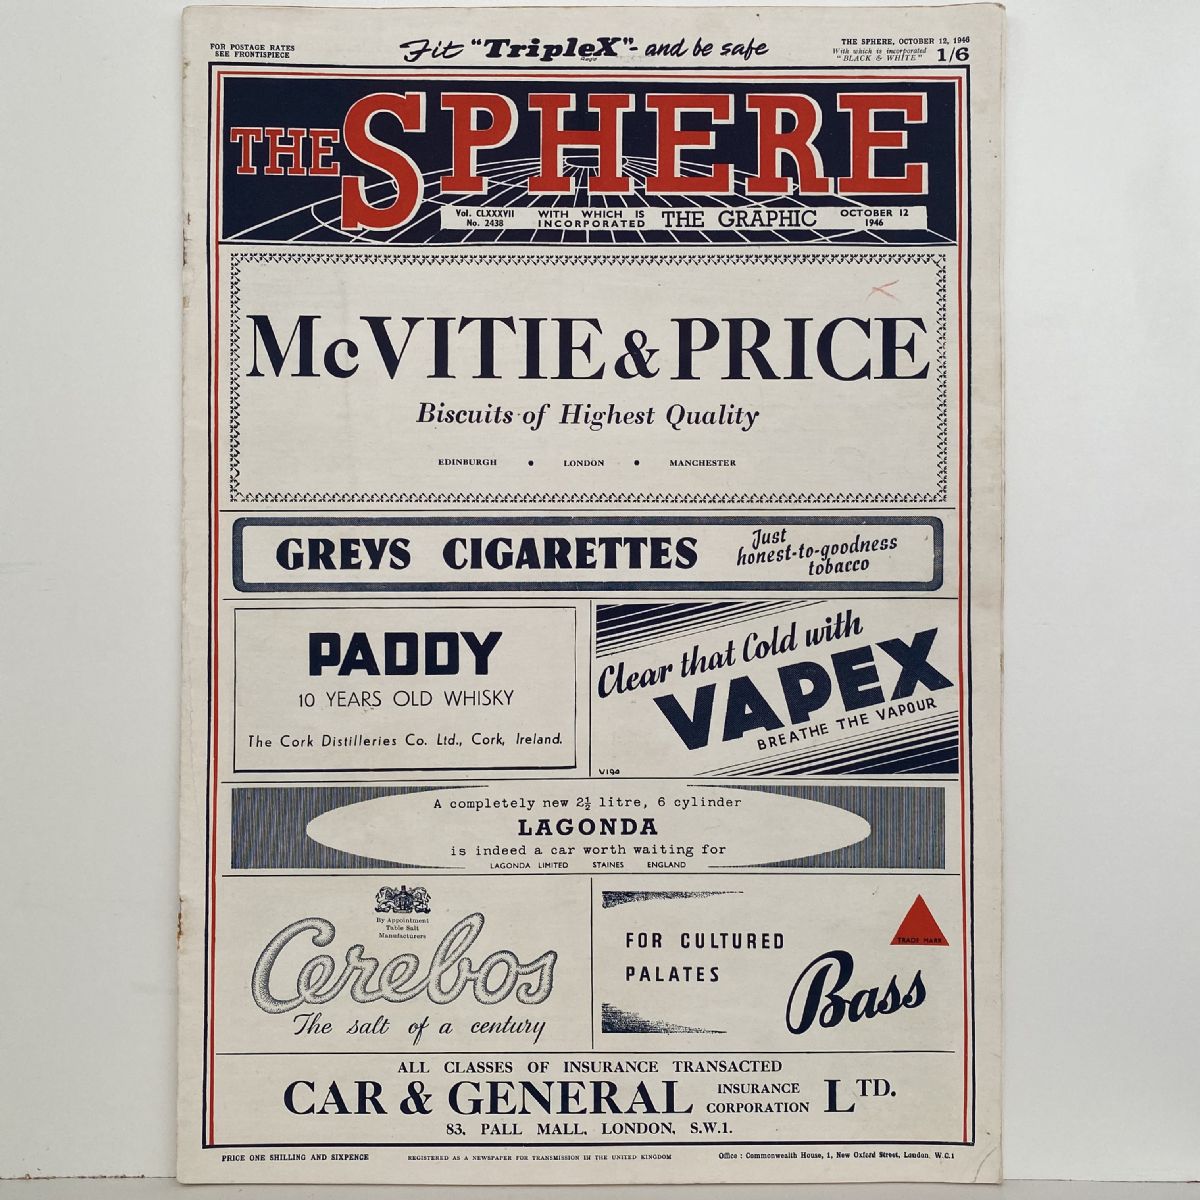 FOR POSTAGE RATES
SEE FRONTISPIECE
Fit "TripleX" - and be safe
Regd
THE SPHERE, OCTOBER 12, 1946
With which is incorporated
"BLACK & WHITE"
1/6
THE SPHERE
Vol. CLXXXVII
No. 2438
WITH WHICH IS
INCORPORATED
THE GRAPHIC
OCTOBER 12
1946
McVITIE & PRICE
Biscuits of Highest Quality
EDINBURGH • LONDON • MANCHESTER
GREYS CIGARETTES
Just
honest-to-goodness
tobacco
PADDY
10 YEARS OLD WHISKY
The Cork Distilleries Co. Ltd., Cork, Ireland.
Clear that Cold with
VAPEX
BREATHE THE VAPOUR
V190
A completely new 2½ litre, 6 cylinder
LAGONDA
is indeed a car worth waiting for
LAGONDA LIMITED STAINES ENGLAND
By Appointment
Table Salt
Manufacturers
Cerebos
The salt of a century
FOR CULTURED
PALATES
TRADE MARK
Bass
ALL CLASSES OF INSURANCE TRANSACTED
CAR & GENERAL INSURANCE CORPORATION LTD.
83, PALL MALL, LONDON, S.W.1.
PRICE ONE SHILLING AND SIXPENCE
REGISTERED AS A NEWSPAPER FOR TRANSMISSION IN THE UNITED KINGDOM
Office : Commonwealth House, 1, New Oxford Street, London, W.C.1